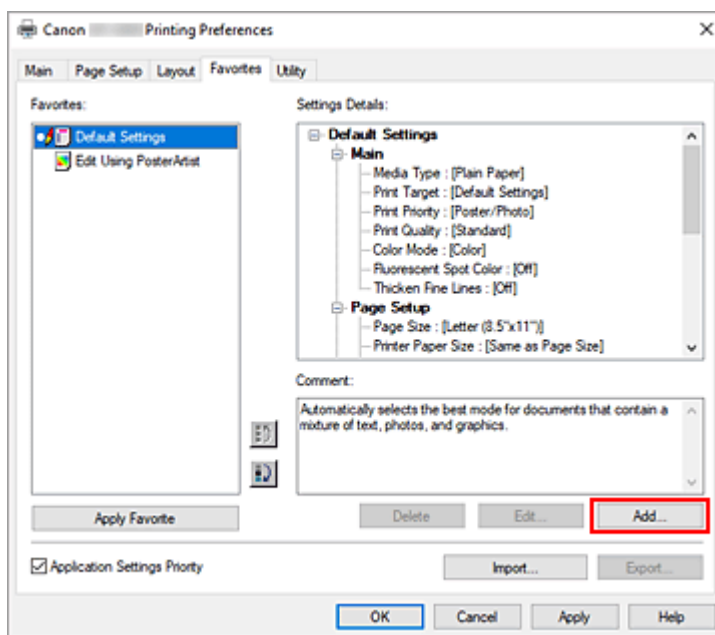 Canon Printing Preferences
Main Page Setup Layout Favorites Utility
Favorites:
Default Settings
Edit Using PosterArtist
Settings Details:
Default Settings
Main
Media Type : [Plain Paper]
Print Target : [Default Settings]
Print Priority : [Poster/Photo]
Print Quality : [Standard]
Color Mode : [Color]
Fluorescent Spot Color : [Off]
Thicken Fine Lines : [Off]
Page Setup
Page Size : [Letter (8.5"x11")]
Printer Paper Size : [Same as Page Size]
Comment:
Automatically selects the best mode for documents that contain a
mixture of text, photos, and graphics.
Apply Favorite
Delete Edit... Add...
Application Settings Priority
Import... Export...
OK Cancel Apply Help